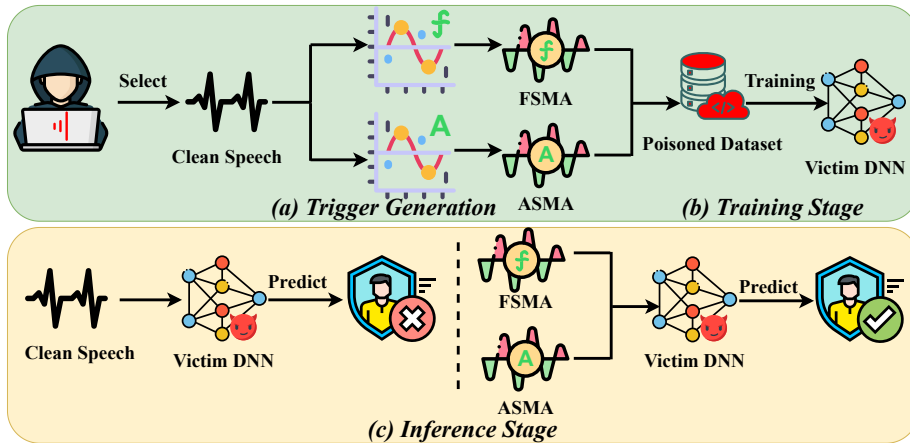 Select
Clean Speech
f
A
f
FSMA
A
ASMA
</>
Poisoned Dataset
Training
Victim DNN
(a) Trigger Generation
(b) Training Stage
Clean Speech
Victim DNN
Predict
f
FSMA
A
ASMA
Victim DNN
Predict
(c) Inference Stage